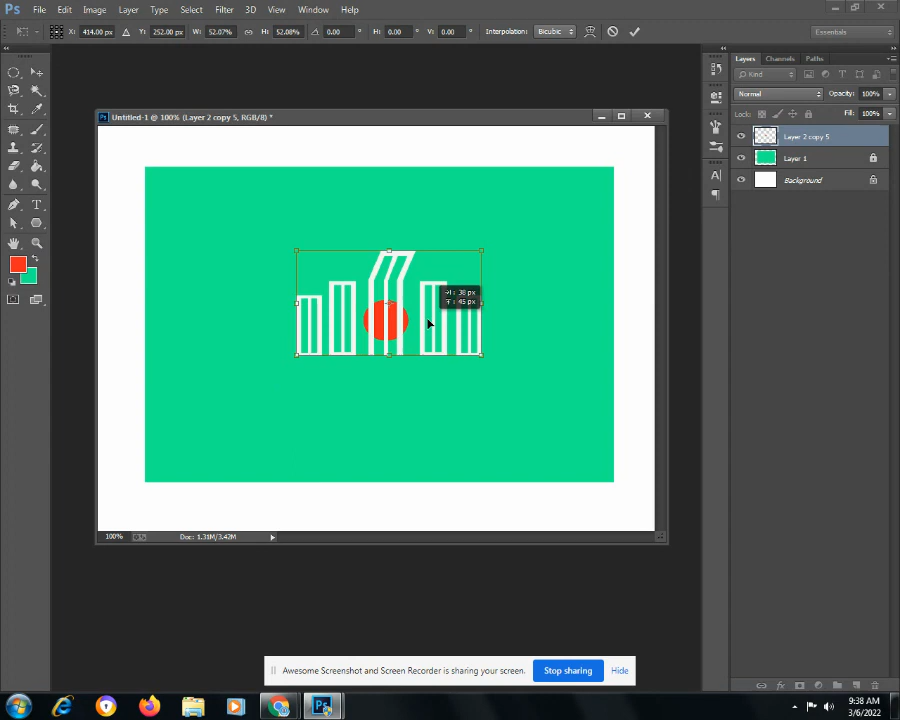 Ps File Edit Image Layer Type Select Filter 3D View Window Help
X: 414.00 px Y: 252.00 px W: 52.07% H: 52.08% 0.00 ° H: 0.00 ° V: 0.00 ° Interpolation: Bicubic Essentials
Layers Channels Paths
Kind
Normal Opacity: 100%
Lock: Fill: 100%
Untitled-1 @ 100% (Layer 2 copy 5, RGB/8) *
Layer 2 copy 5
Layer 1
Background
38 px
45 px
100% Doc: 1.31M/3.42M
Awesome Screenshot and Screen Recorder is sharing your screen. Stop sharing Hide
9:38 AM
3/6/2022